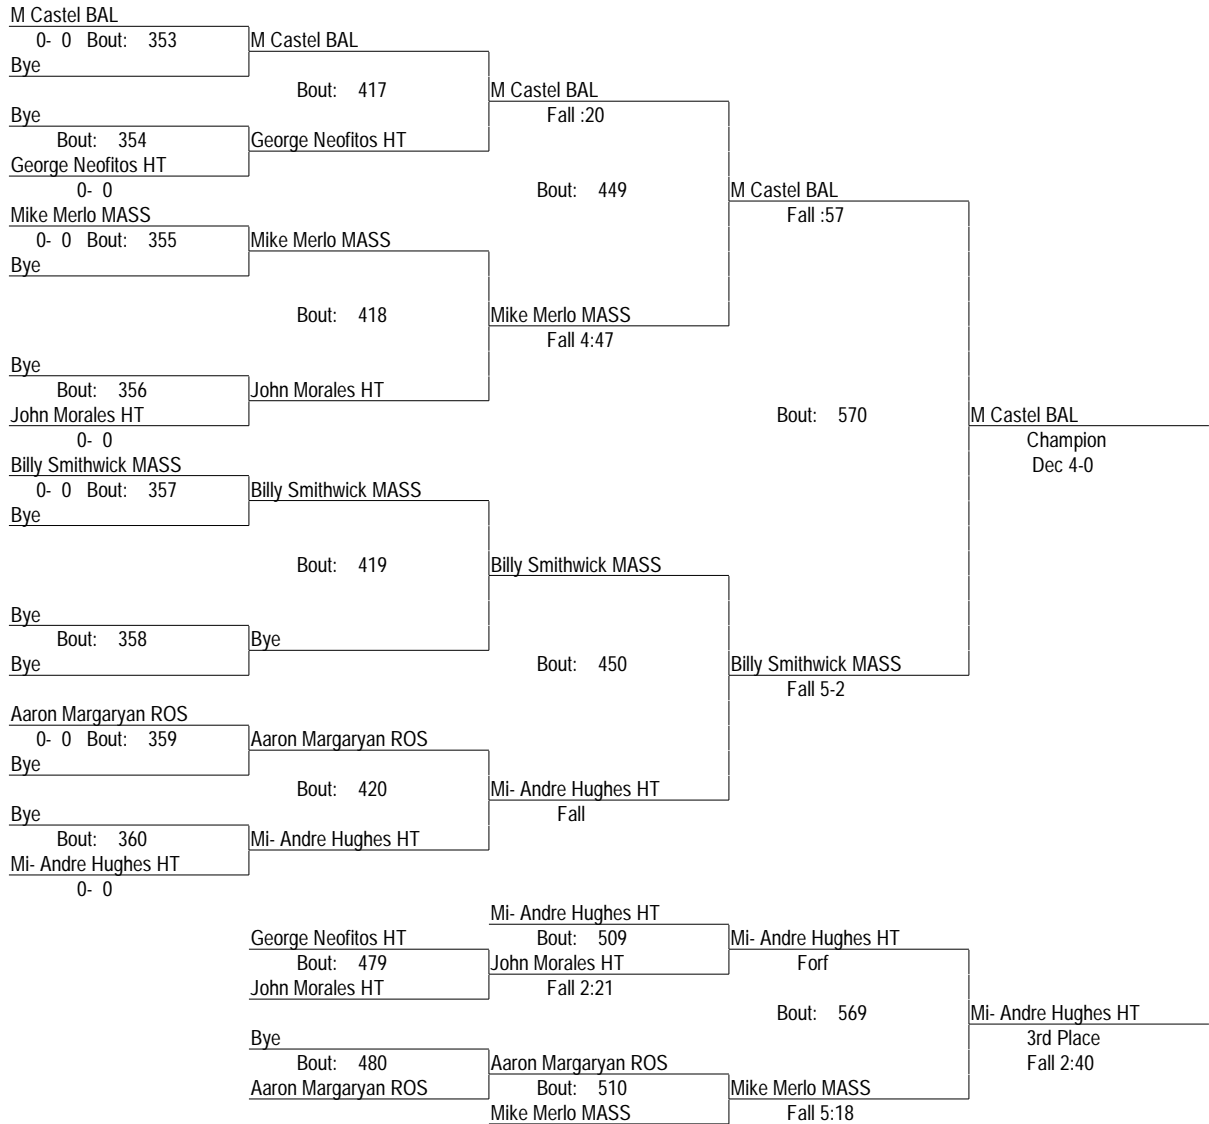 M Castel BAL
0- 0 Bout: 353 M Castel BAL
Bye
Bout: 417 M Castel BAL
Bye Fall :20
Bout: 354 George Neofitos HT
George Neofitos HT
0- 0 Bout: 449 M Castel BAL
Mike Merlo MASS Fall :57
0- 0 Bout: 355 Mike Merlo MASS
Bye
Bout: 418 Mike Merlo MASS
Fall 4:47
Bye
Bout: 356 John Morales HT
John Morales HT Bout: 570 M Castel BAL
0- 0 Champion
Billy Smithwick MASS Dec 4-0
0- 0 Bout: 357 Billy Smithwick MASS
Bye
Bout: 419 Billy Smithwick MASS
Bye
Bout: 358 Bye
Bye Bout: 450 Billy Smithwick MASS
Fall 5-2
Aaron Margaryan ROS
0- 0 Bout: 359 Aaron Margaryan ROS
Bye
Bout: 420 Mi- Andre Hughes HT
Bye Fall
Bout: 360 Mi- Andre Hughes HT
Mi- Andre Hughes HT
0- 0
Mi- Andre Hughes HT
George Neofitos HT Bout: 509 Mi- Andre Hughes HT
Bout: 479 John Morales HT Forf
John Morales HT Fall 2:21
Bout: 569 Mi- Andre Hughes HT
Bye 3rd Place
Bout: 480 Aaron Margaryan ROS Fall 2:40
Aaron Margaryan ROS Bout: 510 Mike Merlo MASS
Mike Merlo MASS Fall 5:18